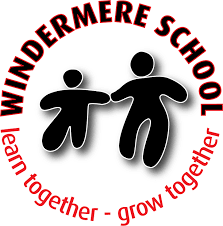 WINDERMERE SCHOOL
learn together - grow together